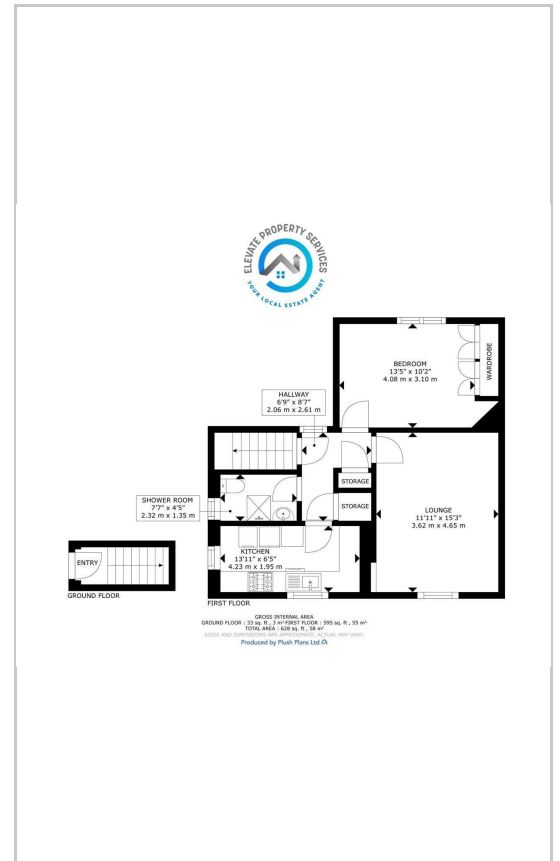 ELEVATE PROPERTY SERVICES
YOUR LOCAL ESTATE AGENT
BEDROOM
13'5" x 10'2"
4.08 m x 3.10 m
WARDROBE
HALLWAY
6'9" x 8'7"
2.06 m x 2.61 m
STORAGE
STORAGE
LOUNGE
11'11" x 15'3"
3.62 m x 4.65 m
SHOWER ROOM
7'7" x 4'5"
2.32 m x 1.35 m
KITCHEN
13'11" x 6'5"
4.23 m x 1.95 m
ENTRY
GROUND FLOOR
FIRST FLOOR
GROSS INTERNAL AREA
GROUND FLOOR : 33 sq. ft , 3 m² FIRST FLOOR : 595 sq. ft , 55 m²
TOTAL AREA : 628 sq. ft , 58 m²
SIZES AND DIMENSIONS ARE APPROXIMATE, ACTUAL MAY VARY.
Produced by Plush Plans Ltd